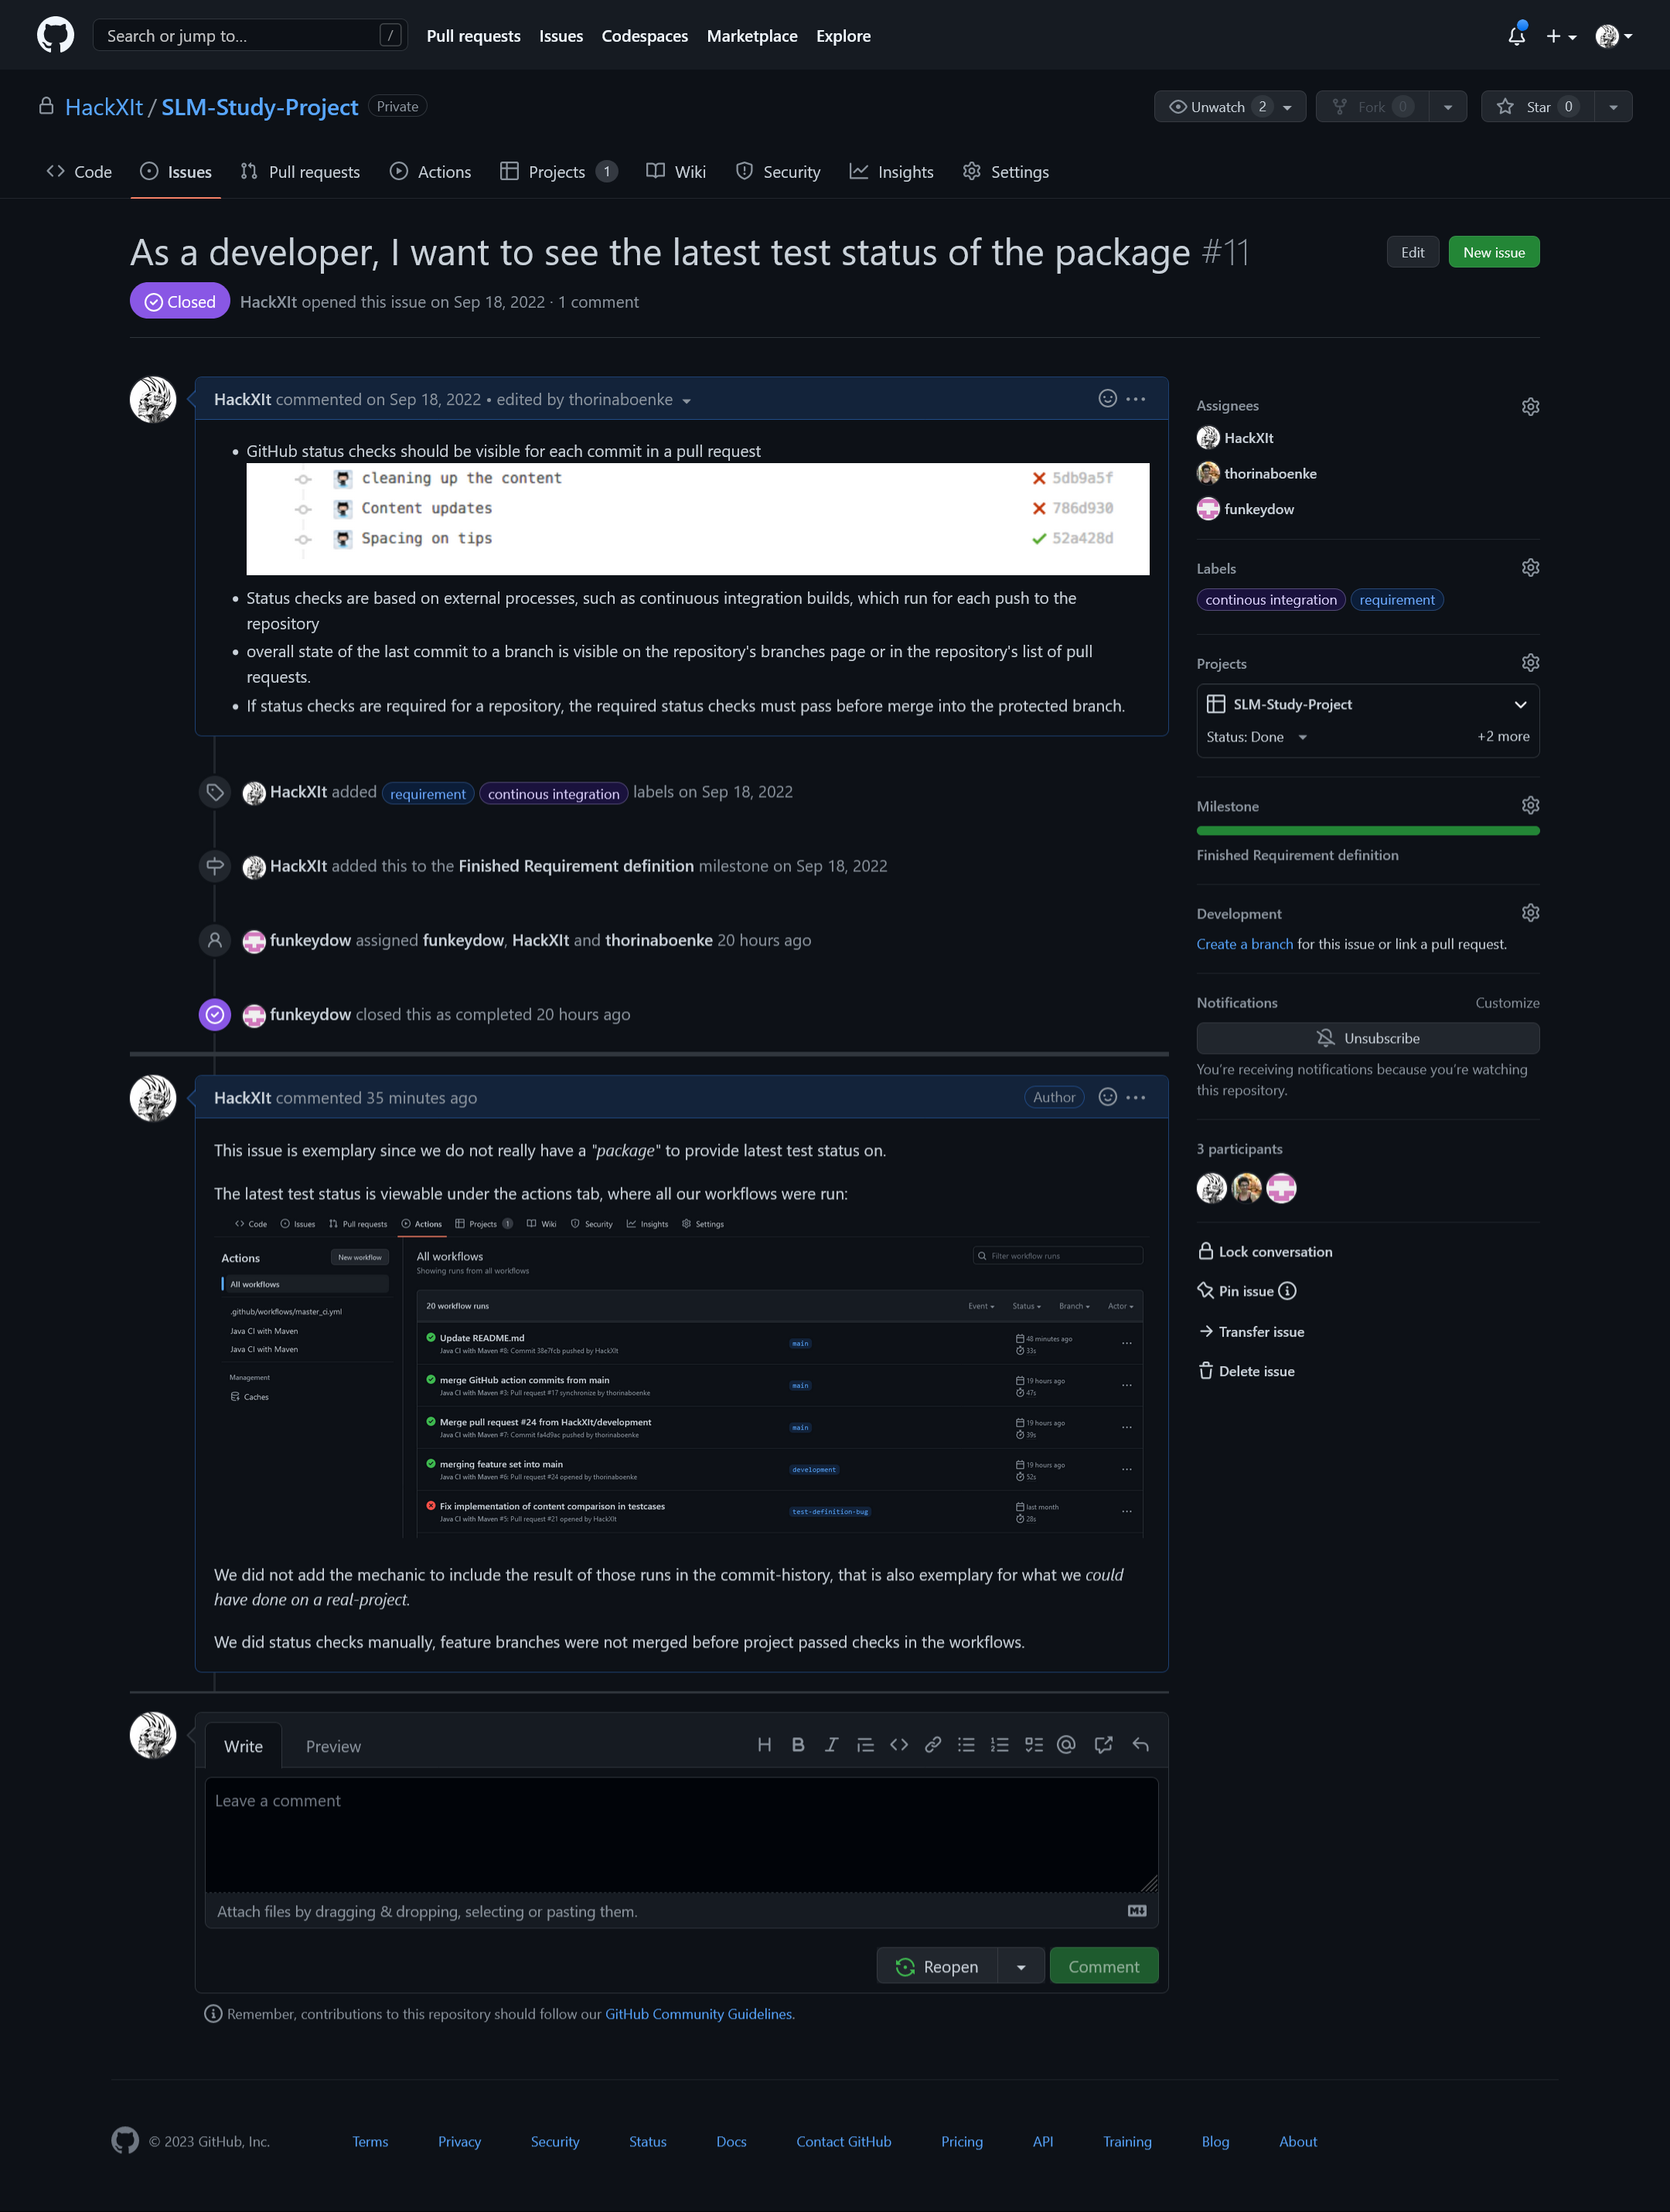 Search or jump to... / Pull requests Issues Codespaces Marketplace Explore
HackXIt / SLM-Study-Project Private Unwatch 2 Fork 0 Star 0
Code Issues Pull requests Actions Projects 1 Wiki Security Insights Settings
As a developer, I want to see the latest test status of the package #11
Edit New issue
Closed HackXIt opened this issue on Sep 18, 2022 · 1 comment
HackXIt commented on Sep 18, 2022 • edited by thorinaboenke
• GitHub status checks should be visible for each commit in a pull request
cleaning up the content 5db9a5f
Content updates 786d930
Spacing on tips 52a428d
• Status checks are based on external processes, such as continuous integration builds, which run for each push to the
repository
• overall state of the last commit to a branch is visible on the repository's branches page or in the repository's list of pull
requests.
• If status checks are required for a repository, the required status checks must pass before merge into the protected branch.
HackXIt added requirement continous integration labels on Sep 18, 2022
HackXIt added this to the Finished Requirement definition milestone on Sep 18, 2022
funkeydow assigned funkeydow, HackXIt and thorinaboenke 20 hours ago
funkeydow closed this as completed 20 hours ago
HackXIt commented 35 minutes ago Author
This issue is exemplary since we do not really have a "package" to provide latest test status on.
The latest test status is viewable under the actions tab, where all our workflows were run:
Code Issues Pull requests Actions Projects 1 Wiki Security Insights Settings
Actions New workflow
All workflows
.github/workflows/master_ci.yml
Java CI with Maven
Java CI with Maven
Management
Caches
All workflows
Showing runs from all workflows
Filter workflow runs
20 workflow runs Event Status Branch Actor
Update README.md main 48 minutes ago
Java CI with Maven #8: Commit 38e7fcb pushed by HackXIt 33s
merge GitHub action commits from main main 19 hours ago
Java CI with Maven #3: Pull request #17 synchronize by thorinaboenke 47s
Merge pull request #24 from HackXIt/development main 19 hours ago
Java CI with Maven #7: Commit fa4d9ac pushed by thorinaboenke 39s
merging feature set into main development 19 hours ago
Java CI with Maven #6: Pull request #24 opened by thorinaboenke 52s
Fix implementation of content comparison in testcases test-definition-bug last month
Java CI with Maven #5: Pull request #21 opened by HackXIt 28s
We did not add the mechanic to include the result of those runs in the commit-history, that is also exemplary for what we could
have done on a real-project.
We did status checks manually, feature branches were not merged before project passed checks in the workflows.
Write Preview
Leave a comment
Attach files by dragging & dropping, selecting or pasting them.
Reopen Comment
Remember, contributions to this repository should follow our GitHub Community Guidelines.
Assignees
HackXIt
thorinaboenke
funkeydow
Labels
continous integration requirement
Projects
SLM-Study-Project
Status: Done +2 more
Milestone
Finished Requirement definition
Development
Create a branch for this issue or link a pull request.
Notifications Customize
Unsubscribe
You're receiving notifications because you're watching
this repository.
3 participants
Lock conversation
Pin issue
Transfer issue
Delete issue
© 2023 GitHub, Inc. Terms Privacy Security Status Docs Contact GitHub Pricing API Training Blog About